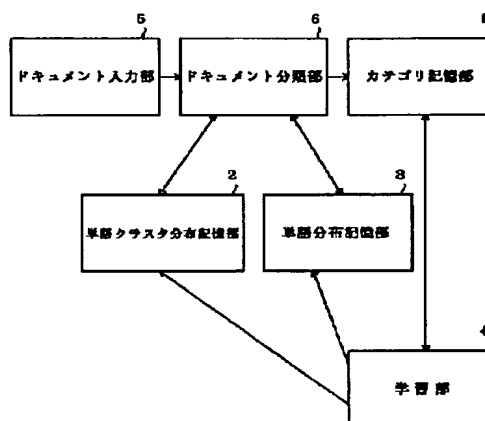 5
6
ドキュメント入力部
ドキュメント分類部
カテゴリ記憶部
2
3
単語クラスタ分布記憶部
単語分布記憶部
学習部